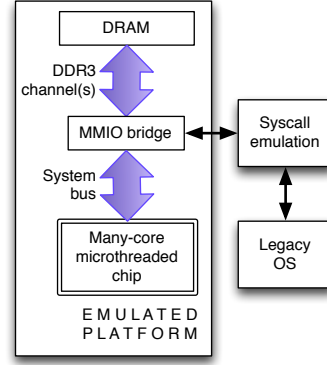 DRAM
DDR3
channel(s)
MMIO bridge
Syscall
emulation
System
bus
Many-core
microthreaded
chip
Legacy
OS
EMULATED
PLATFORM